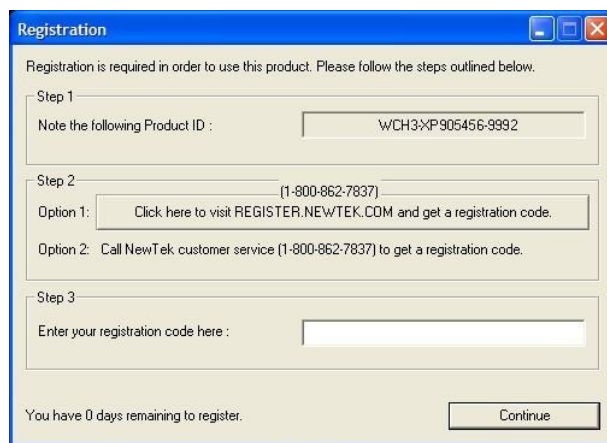 Registration
Registration is required in order to use this product. Please follow the steps outlined below.
Step 1
Note the following Product ID :
WCH3-XP905456-9992
Step 2
(1-800-862-7837)
Option 1:
Click here to visit REGISTER.NEWTEK.COM and get a registration code.
Option 2: Call NewTek customer service (1-800-862-7837) to get a registration code.
Step 3
Enter your registration code here :
You have 0 days remaining to register.
Continue